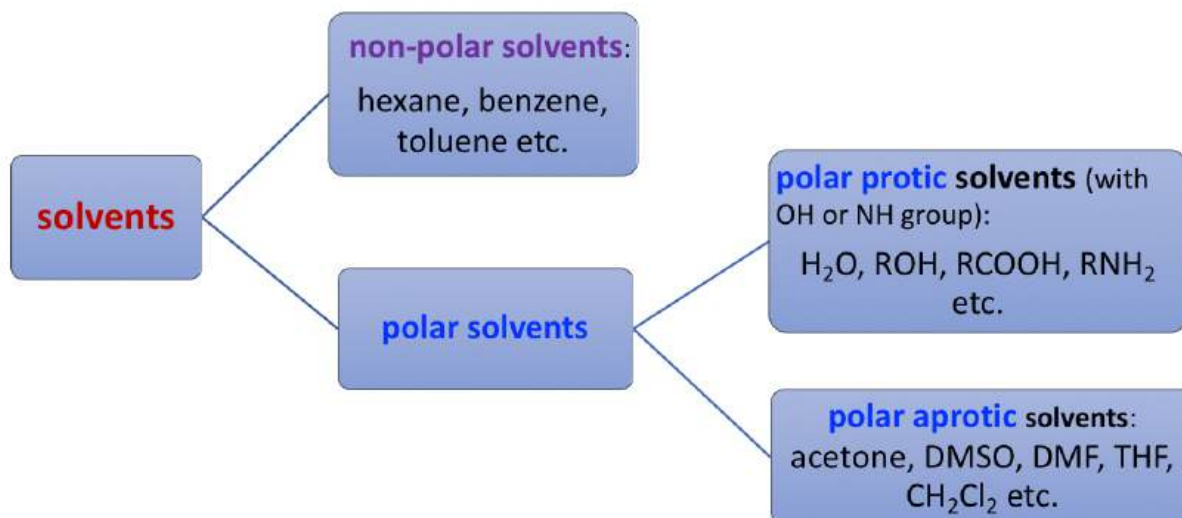 non-polar solvents:
hexane, benzene,
toluene etc.
solvents
polar protic solvents (with
OH or NH group):
H₂O, ROH, RCOOH, RNH₂
etc.
polar solvents
polar aprotic solvents:
acetone, DMSO, DMF, THF,
CH₂Cl₂ etc.